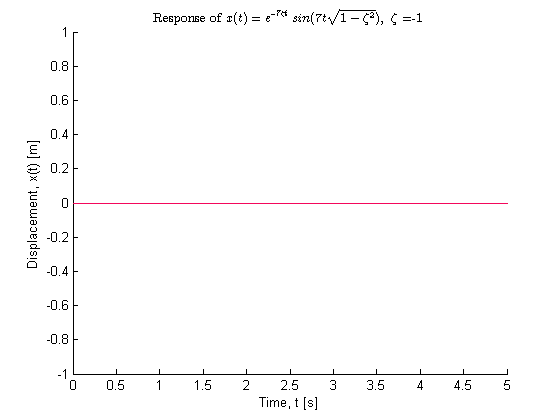 Response of x(t) = e^{-7ζt} sin(7t√(1 − ζ²)), ζ =-1
1
0.8
0.6
0.4
0.2
0
-0.2
-0.4
-0.6
-0.8
-1
Displacement, x(t) [m]
0 0.5 1 1.5 2 2.5 3 3.5 4 4.5 5
Time, t [s]